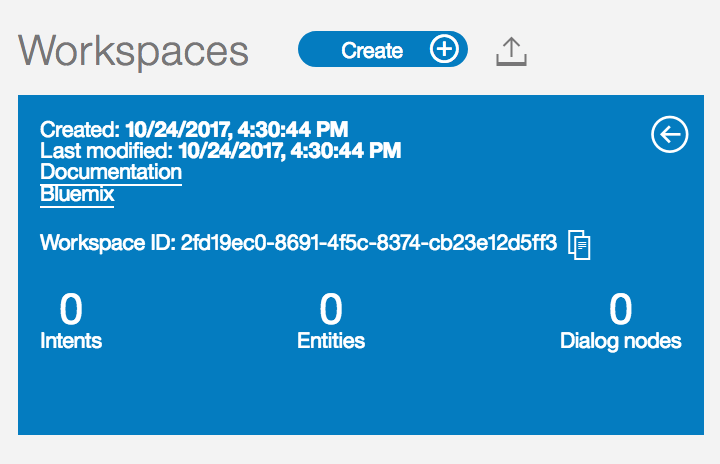 Workspaces
Create
Created: 10/24/2017, 4:30:44 PM
Last modified: 10/24/2017, 4:30:44 PM
Documentation
Bluemix
Workspace ID: 2fd19ec0-8691-4f5c-8374-cb23e12d5ff3
0 0 0
Intents Entities Dialog nodes